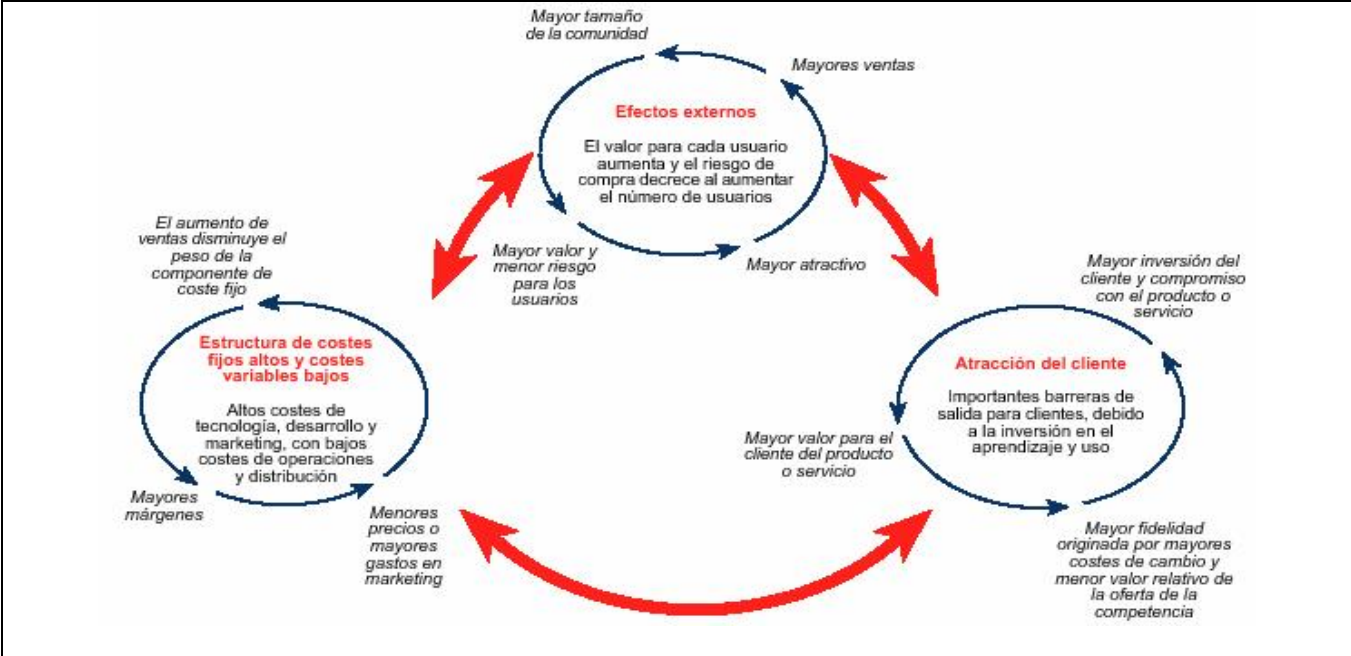 Mayor tamaño
de la comunidad
Mayores ventas
Efectos externos
El valor para cada usuario
aumenta y el riesgo de
compra decrece al aumentar
el número de usuarios
Mayor valor y
menor riesgo
para los
usuarios
Mayor atractivo
El aumento de
ventas disminuye el
peso de la
componente de
coste fijo
Estructura de costes
fijos altos y costes
variables bajos
Altos costes de
tecnología, desarrollo y
marketing, con bajos
costes de operaciones
y distribución
Mayores
márgenes
Menores
precios o
mayores
gastos en
marketing
Mayor inversión del
cliente y compromiso
con el producto o
servicio
Atracción del cliente
Importantes barreras de
salida para clientes, debido
a la inversión en el
aprendizaje y uso
Mayor valor para el
cliente del producto
o servicio
Mayor fidelidad
originada por mayores
costes de cambio y
menor valor relativo de
la oferta de la
competencia